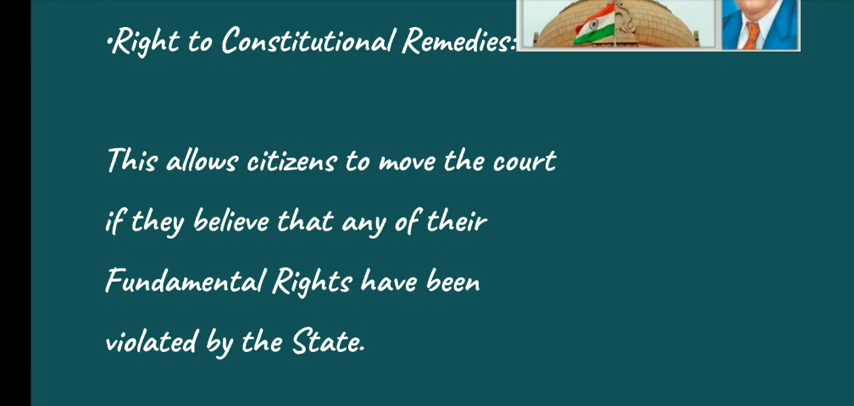 •Right to Constitutional Remedies:
This allows citizens to move the court
if they believe that any of their
Fundamental Rights have been
violated by the State.